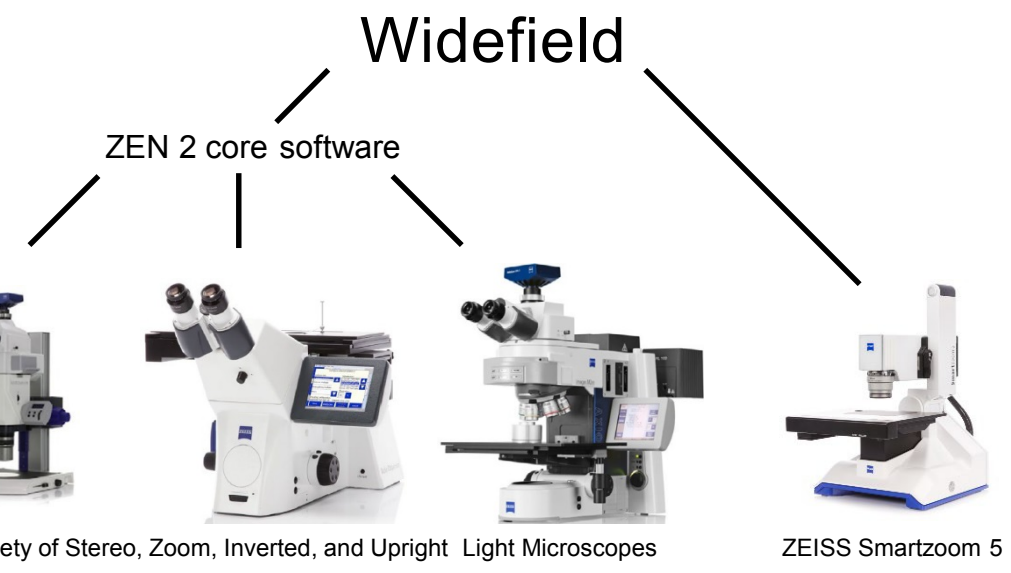 Widefield
ZEN 2 core software
ety of Stereo, Zoom, Inverted, and Upright Light Microscopes
ZEISS Smartzoom 5